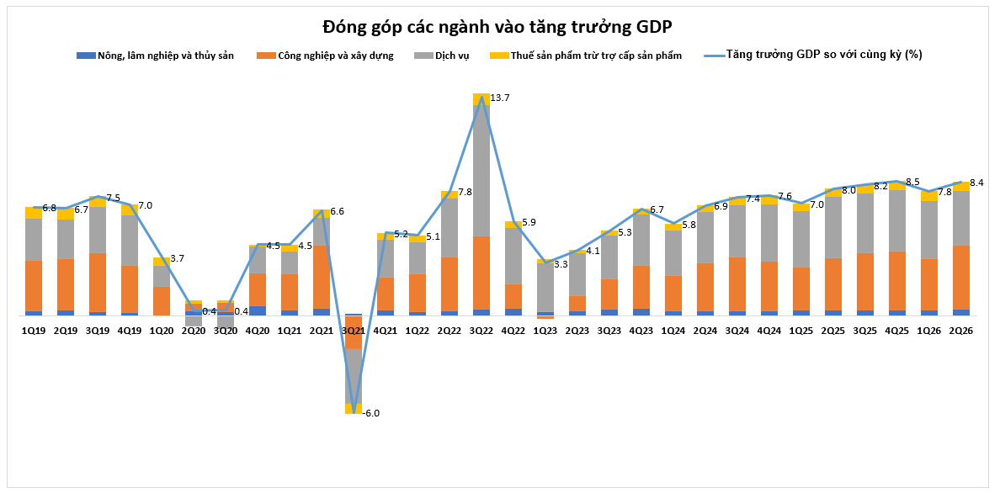 Đóng góp các ngành vào tăng trưởng GDP
Nông, lâm nghiệp và thủy sản Công nghiệp và xây dựng Dịch vụ Thuế sản phẩm trừ trợ cấp sản phẩm Tăng trưởng GDP so với cùng kỳ (%)
6.8 6.7 7.5 7.0 3.7 0.4 0.4 4.5 4.5 6.6 -6.0 5.2 5.1 7.8 13.7 5.9 3.3 4.1 5.3 6.7 5.8 6.9 7.4 7.6 7.0 8.0 8.2 8.5 7.8 8.4
1Q19 2Q19 3Q19 4Q19 1Q20 2Q20 3Q20 4Q20 1Q21 2Q21 3Q21 4Q21 1Q22 2Q22 3Q22 4Q22 1Q23 2Q23 3Q23 4Q23 1Q24 2Q24 3Q24 4Q24 1Q25 2Q25 3Q25 4Q25 1Q26 2Q26